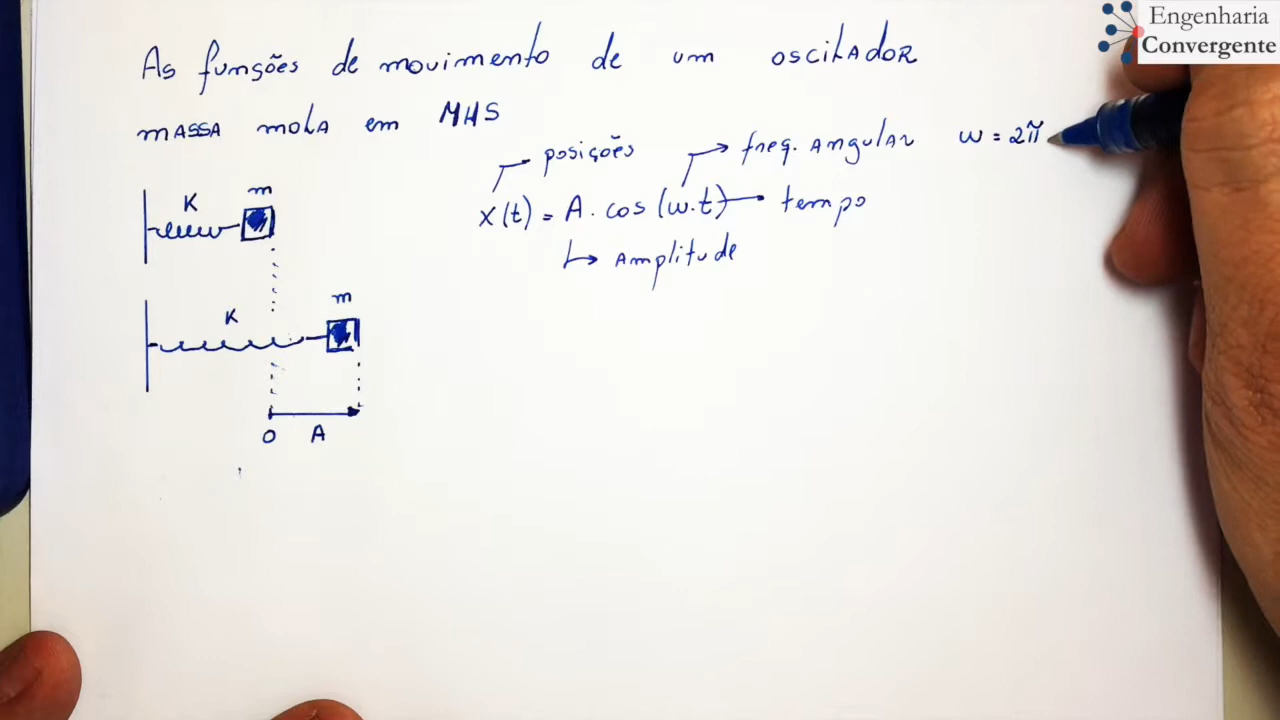 Engenharia
Convergente
As funções de movimento de um oscilador
massa mola em MHS
posições
freq. angular w = 2π
x(t) = A. cos (w.t) tempo
Amplitude
K m
K m
O A